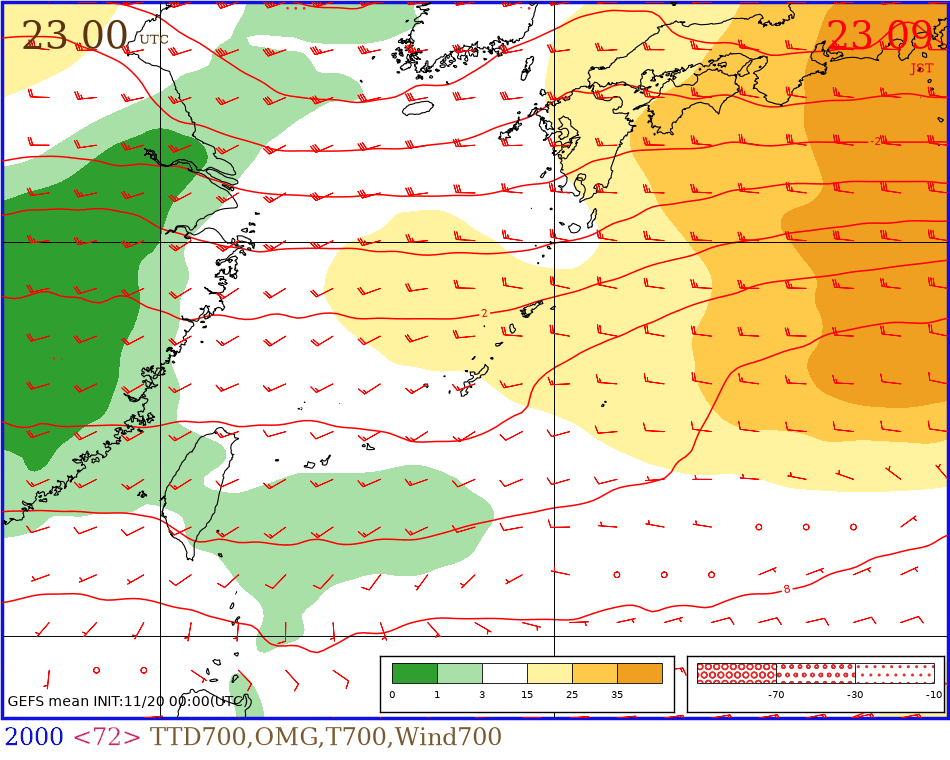 23.00 UTC
23.09
JST
-2
2
8
0 1 3 15 25 35
-70 -30 -10
GEFS mean INIT:11/20 00:00(UTC)
2000 <72> TTD700,OMG,T700,Wind700